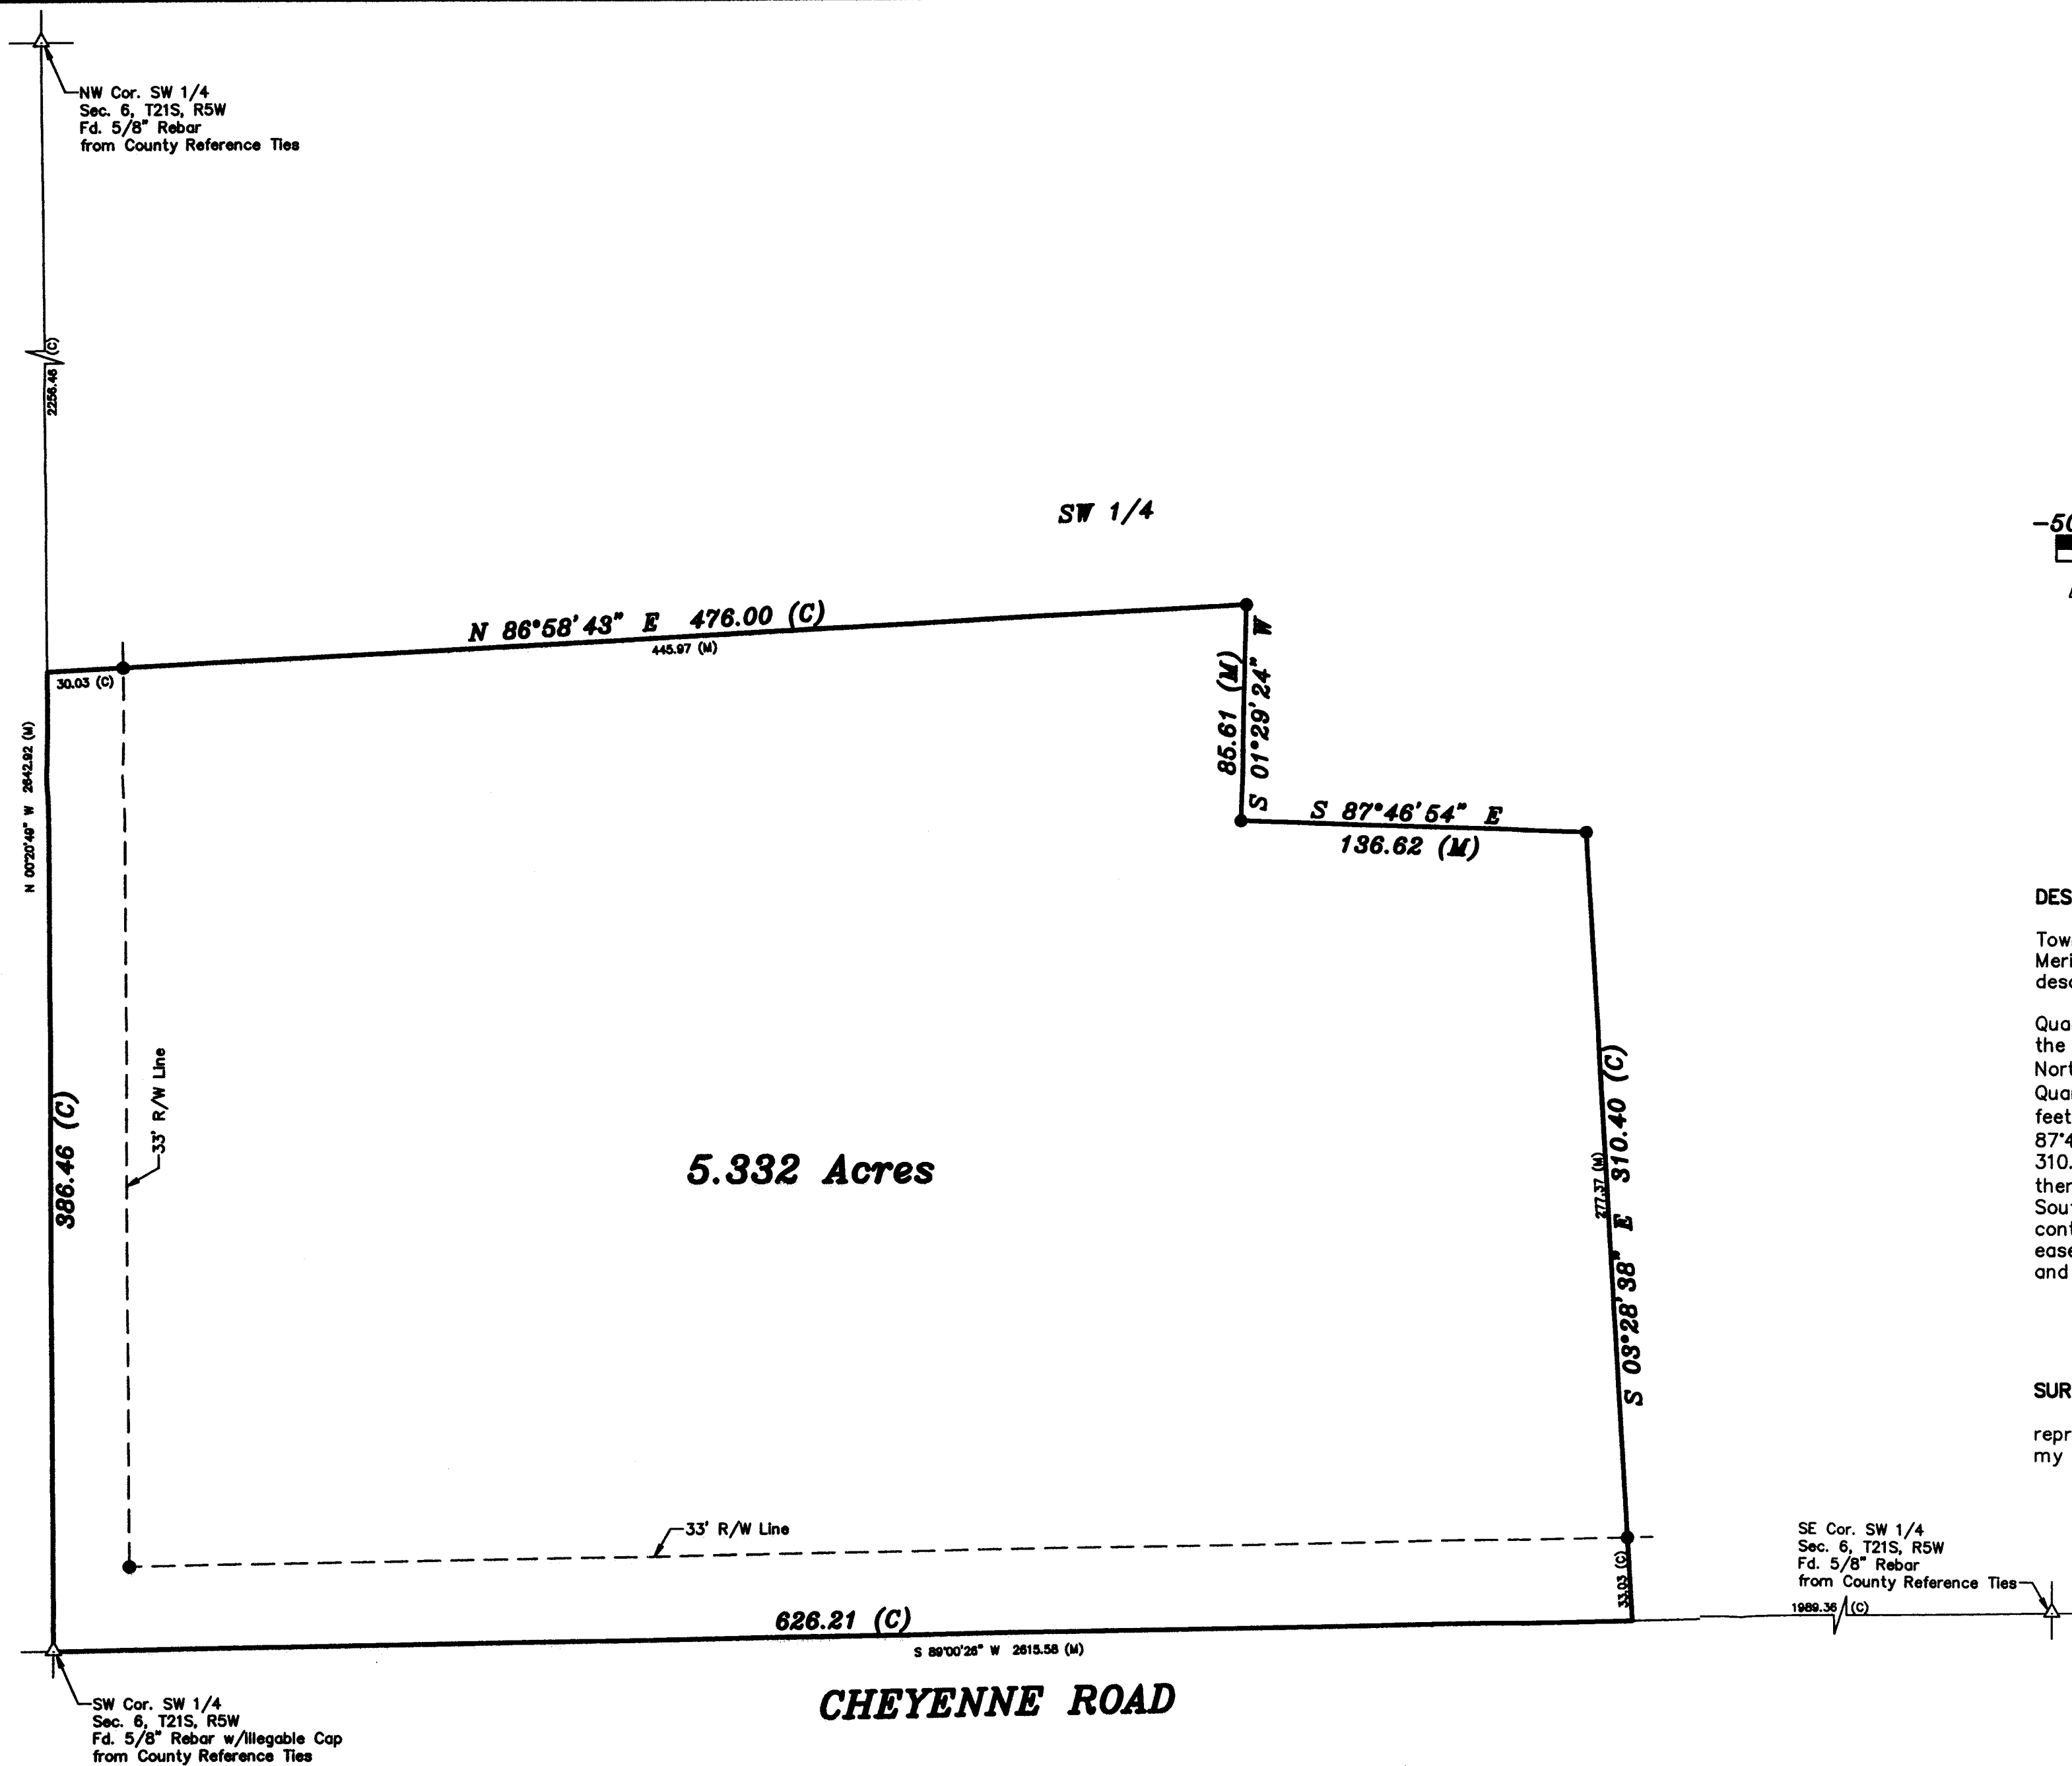 NW Cor. SW 1/4
Sec. 6, T21S, R5W
Fd. 5/8" Rebar
from County Reference Ties
2256.46 (C)
SW 1/4
N 86°58'43" E 476.00 (C)
445.97 (M)
30.03 (C)
85.61 (M)
S 01°29'24" W
S 87°46'54" E
136.62 (M)
N 00°20'49" W 2642.92 (M)
386.46 (C)
33' R/W Line
5.332 Acres
277.37 (M)
S 03°28'38" E 310.40 (C)
33' R/W Line
33.03 (C)
626.21 (C)
S 89°00'26" W 2615.58 (M)
CHEYENNE ROAD
SW Cor. SW 1/4
Sec. 6, T21S, R5W
Fd. 5/8" Rebar w/Illegable Cap
from County Reference Ties
SE Cor. SW 1/4
Sec. 6, T21S, R5W
Fd. 5/8" Rebar
from County Reference Ties
1989.36 (C)
-50
DES
Tow
Meri
desc
Qua
the
Nort
Quar
feet
87°4
310.
ther
Sout
cont
ease
and
SUR
repr
my